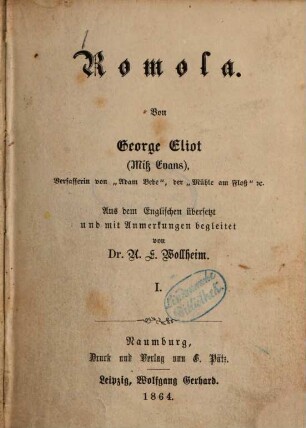 Romola.
Von
George Eliot
(Miß Evans),
Verfasserin von „Adam Bede“, der „Mühle am Floß“ ꝛc.
Aus dem Englischen übersetzt
und mit Anmerkungen begleitet
von
Dr. A. E. Wollheim.
I.
Naumburg,
Druck und Verlag von G. Pätz.
Leipzig, Wolfgang Gerhard.
1864.